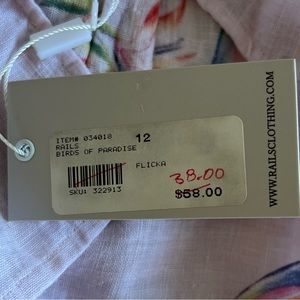 ITEM# 034018
12
RAILS
BIRDS OF PARADISE
FLICKA
38.00
SKU: 322913
$58.00
WWW.RAILSCLOTHING.COM